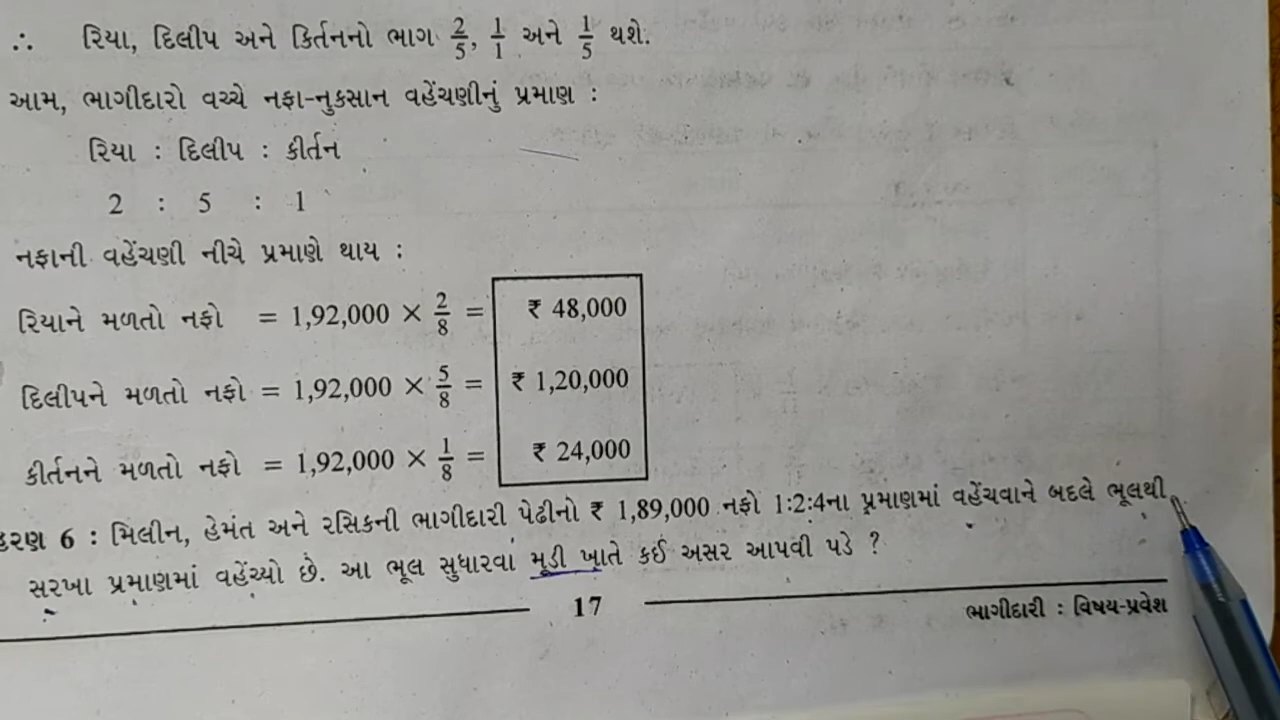 ∴ રિયા, દિલીપ અને કિર્તનનો ભાગ 2/5, 1/1 અને 1/5 થશે.
આમ, ભાગીદારો વચ્ચે નફા-નુકસાન વહેંચણીનું પ્રમાણ :
રિયા : દિલીપ : કીર્તન
2 : 5 : 1
નફાની વહેંચણી નીચે પ્રમાણે થાય :
રિયાને મળતો નફો = 1,92,000 × 2/8 = ₹ 48,000
દિલીપને મળતો નફો = 1,92,000 × 5/8 = ₹ 1,20,000
કીર્તનને મળતો નફો = 1,92,000 × 1/8 = ₹ 24,000
હરણ 6 : મિલીન, હેમંત અને રસિકની ભાગીદારી પેઢીનો ₹ 1,89,000 નફો 1:2:4ના પ્રમાણમાં વહેંચવાને બદલે ભૂલથી
સરખા પ્રમાણમાં વહેંચ્યો છે. આ ભૂલ સુધારવા મૂડી ખાતે કઈ અસર આપવી પડે ?
17
ભાગીદારી : વિષય-પ્રવેશ